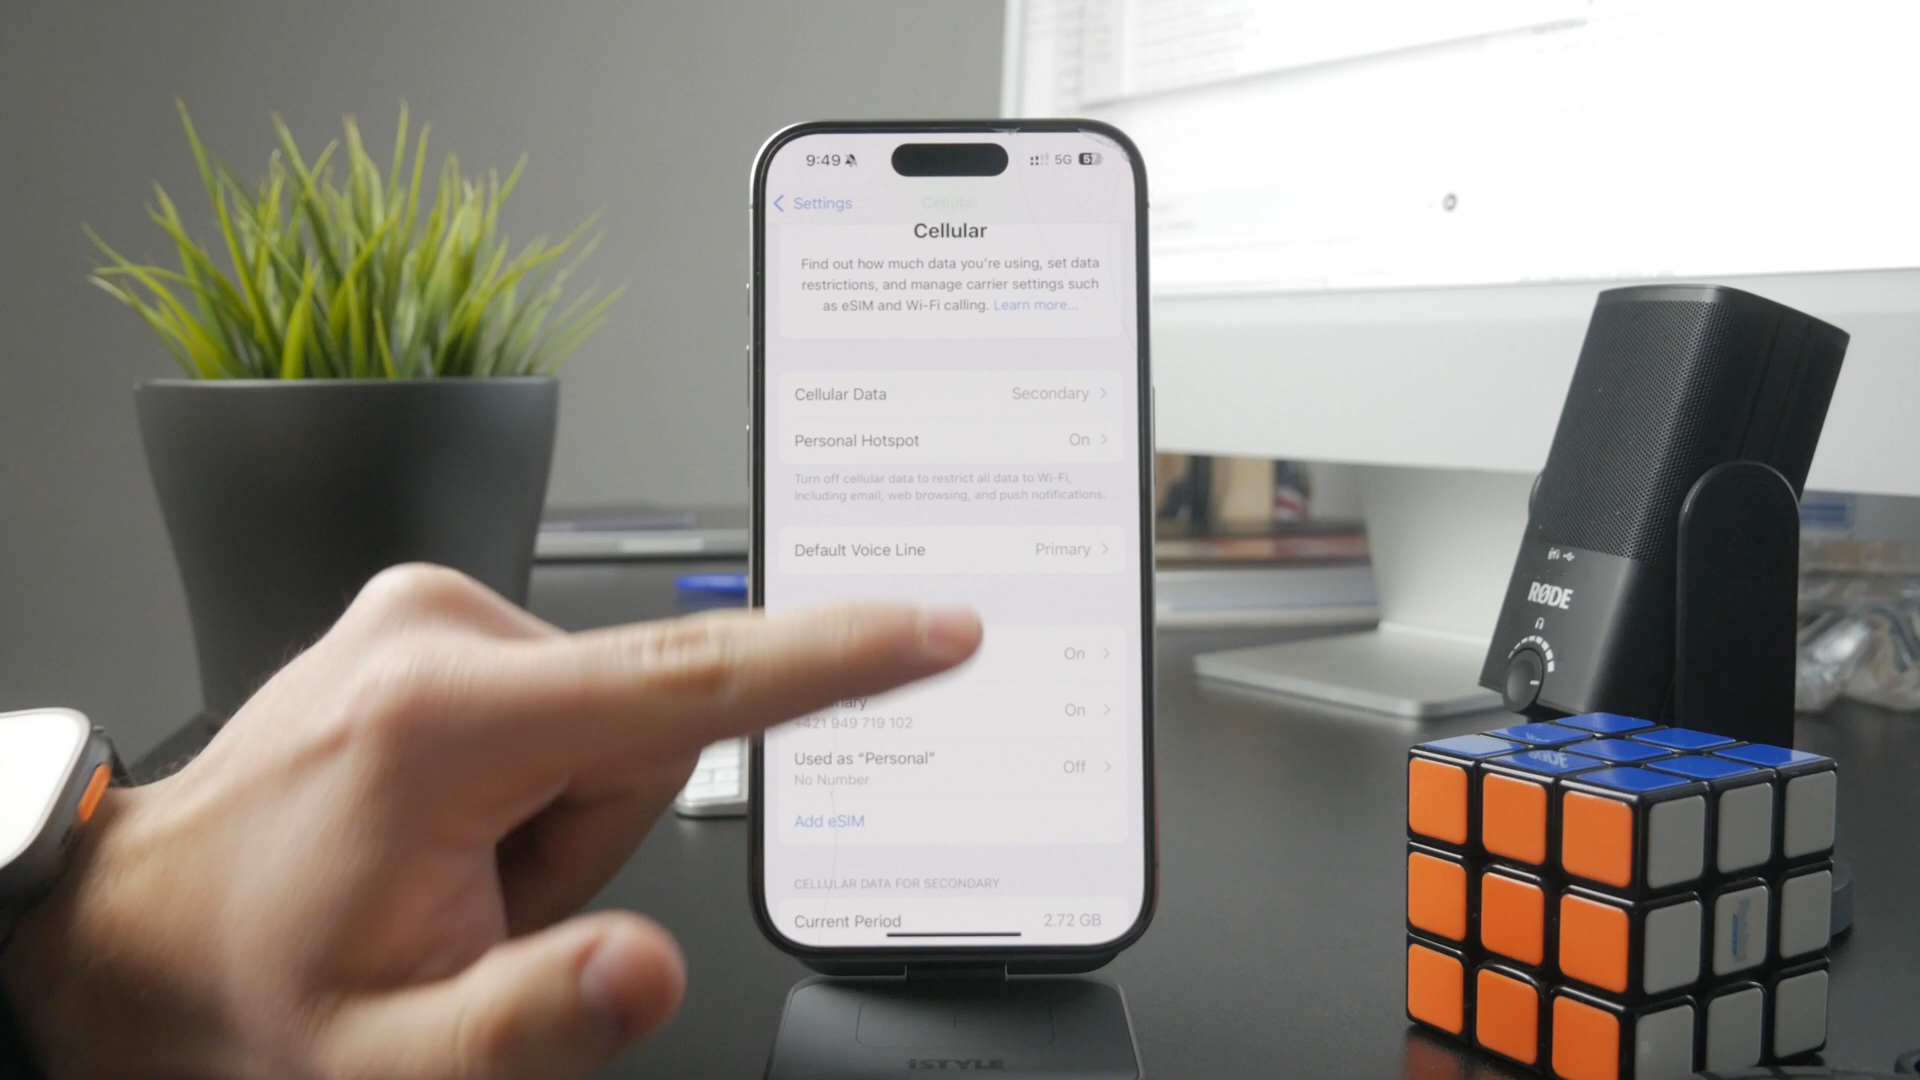 9:49
5G 57
Settings
Cellular
Cellular
Find out how much data you're using, set data
restrictions, and manage carrier settings such
as eSIM and Wi-Fi calling. Learn more...
Cellular Data Secondary
Personal Hotspot On
Turn off cellular data to restrict all data to Wi-Fi,
including email, web browsing, and push notifications.
Default Voice Line Primary
On
On
+421 949 719 102
Used as “Personal” Off
No Number
Add eSIM
CELLULAR DATA FOR SECONDARY
Current Period 2.72 GB
iSTYLE
RØDE
RØDE